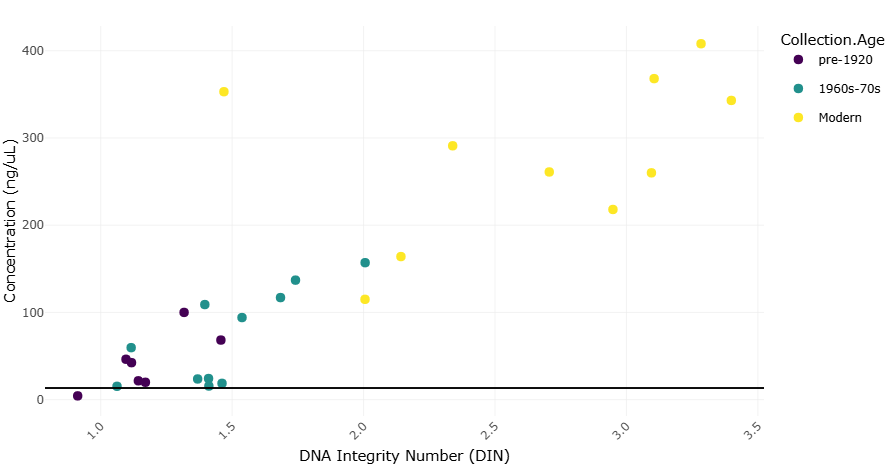 Collection.Age
pre-1920
1960s-70s
Modern
Concentration (ng/uL)
400
300
200
100
0
1.0
1.5
2.0
2.5
3.0
3.5
DNA Integrity Number (DIN)